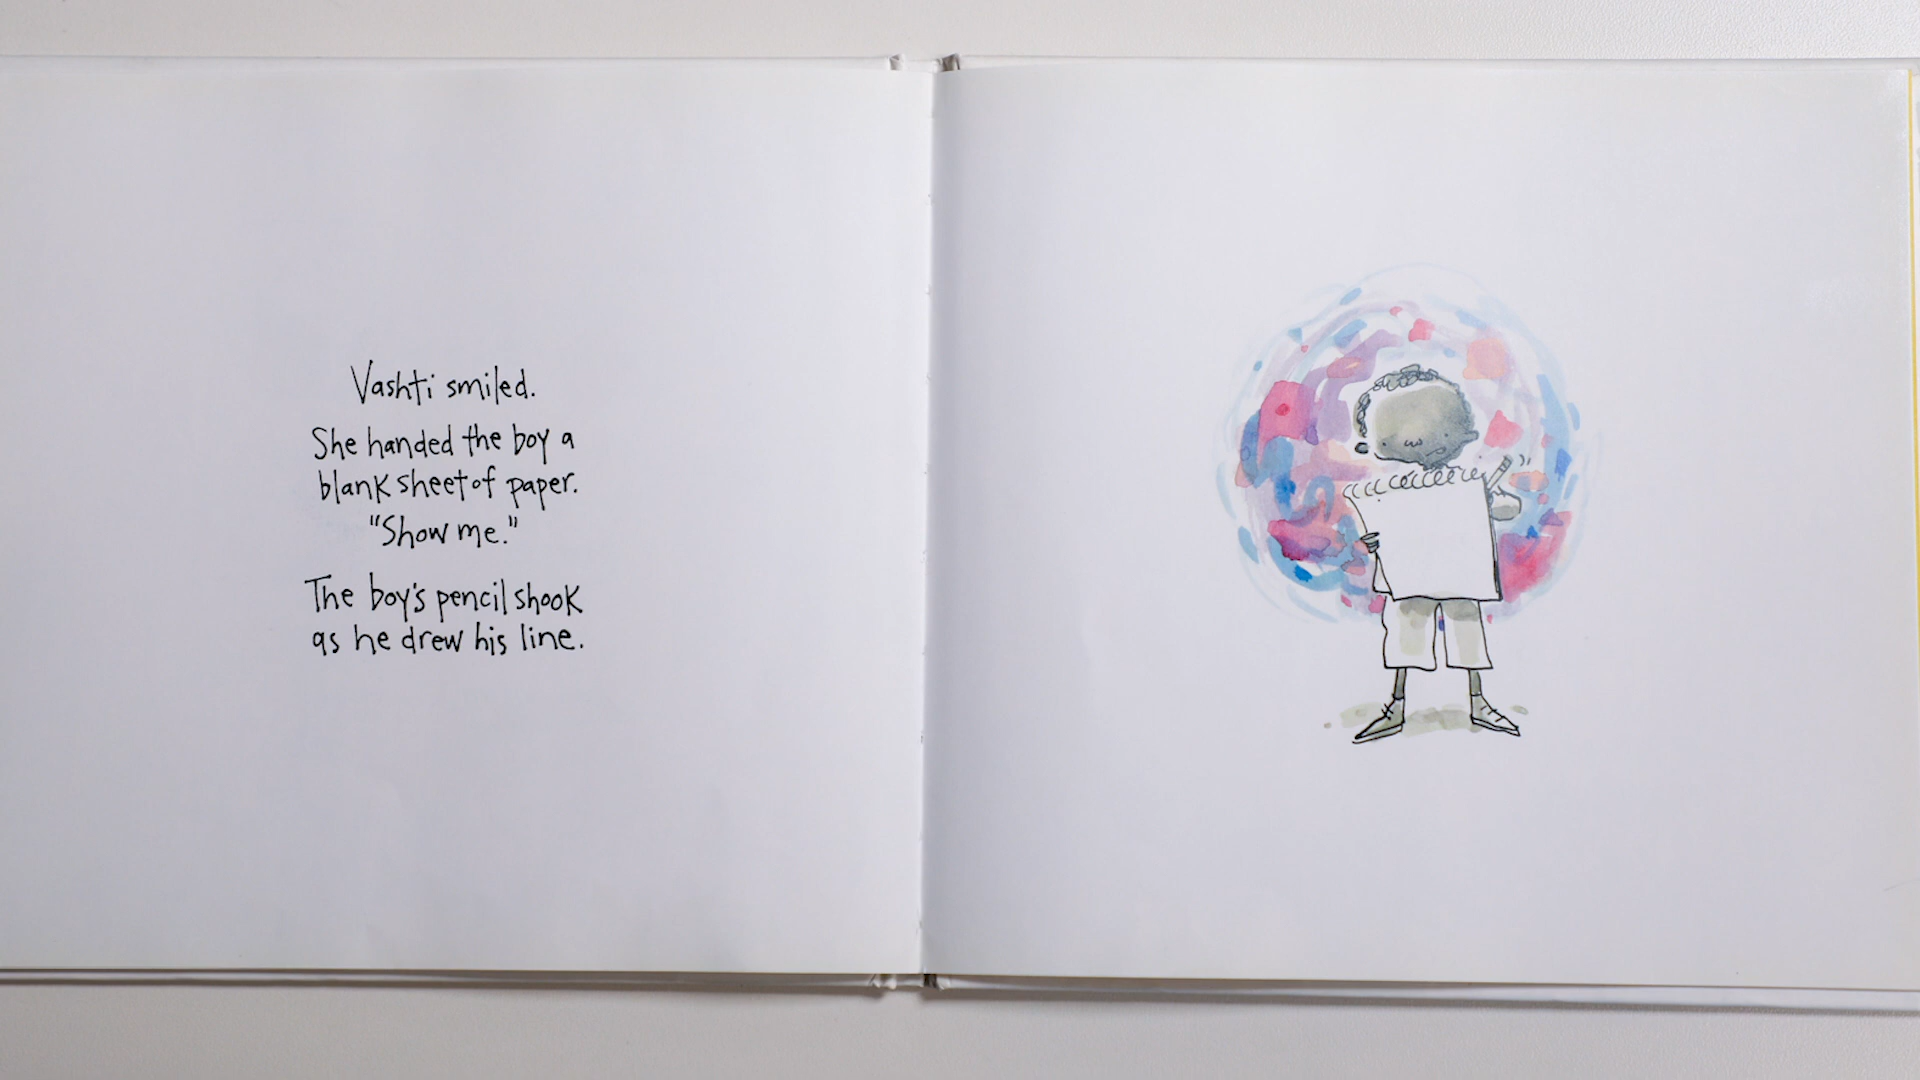 Vashti smiled.
She handed the boy a
blank sheet of paper.
"Show me."
The boy's pencil shook
as he drew his line.